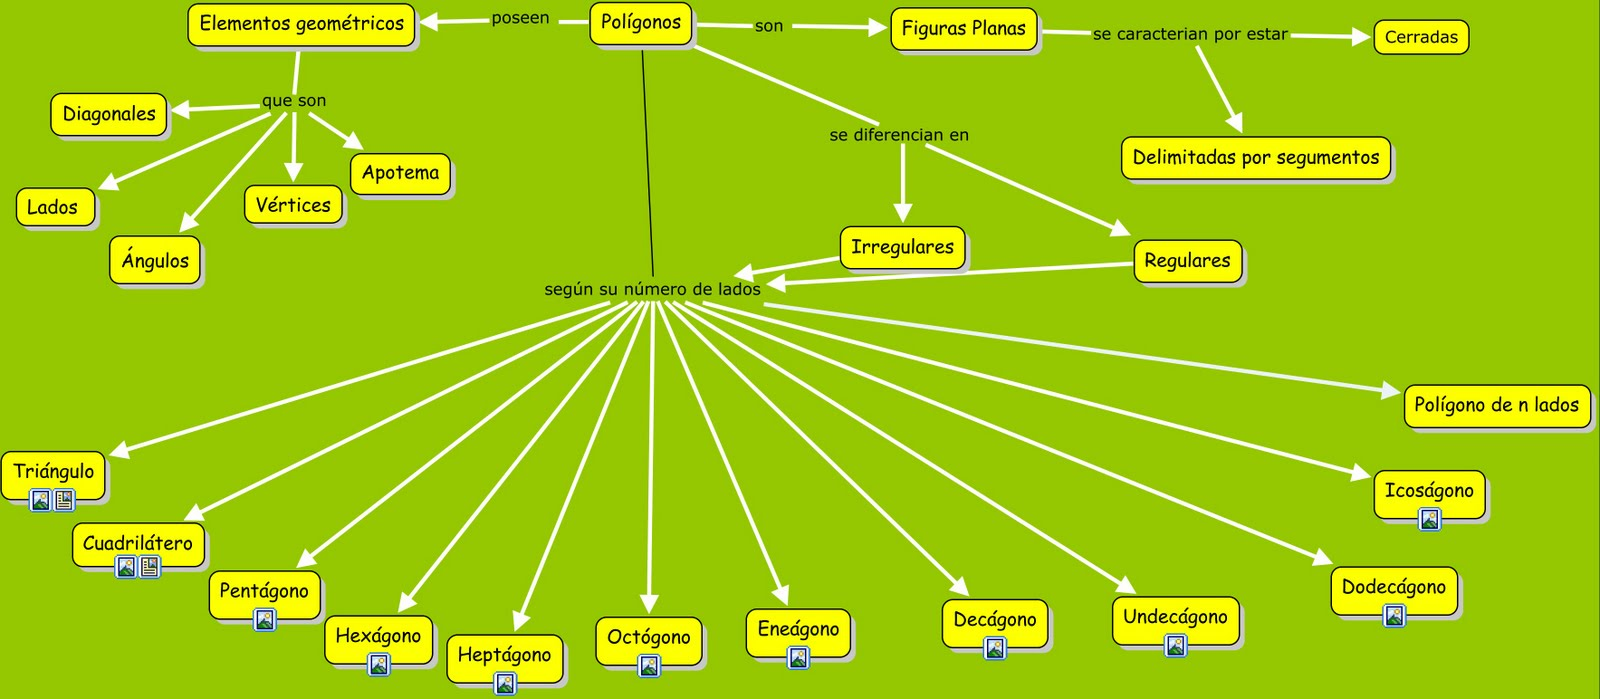 Elementos geométricos
poseen
Polígonos
son
Figuras Planas
se caracterian por estar
Cerradas
que son
Diagonales
Apotema
Lados
Vértices
Ángulos
se diferencian en
Delimitadas por segumentos
Irregulares
Regulares
según su número de lados
Polígono de n lados
Triángulo
Icoságono
Cuadrilátero
Pentágono
Dodecágono
Hexágono
Heptágono
Octógono
Eneágono
Decágono
Undecágono